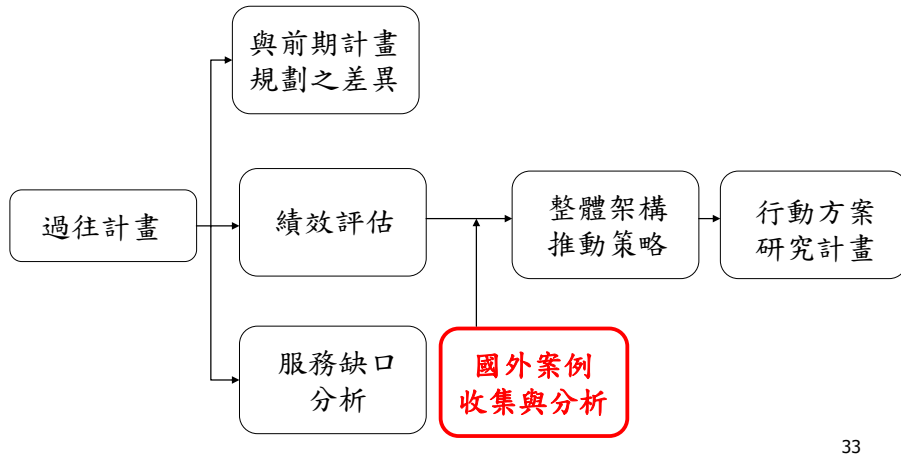 與前期計畫
規劃之差異
過往計畫
績效評估
整體架構
推動策略
行動方案
研究計畫
服務缺口
分析
國外案例
收集與分析
33